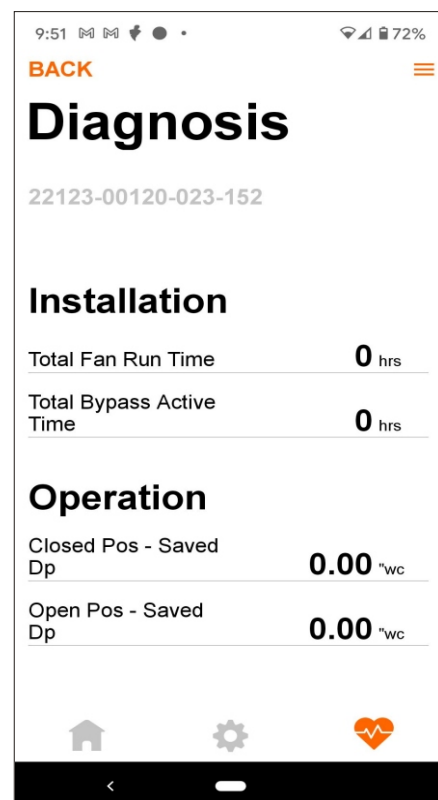 9:51 72%
BACK
Diagnosis
22123-00120-023-152
Installation
Total Fan Run Time 0 hrs
Total Bypass Active
Time 0 hrs
Operation
Closed Pos - Saved
Dp 0.00 "wc
Open Pos - Saved
Dp 0.00 "wc